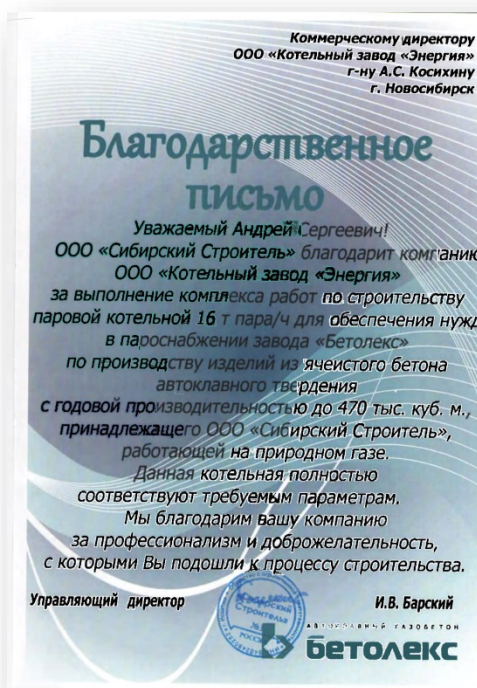 Коммерческому директору
ООО «Котельный завод «Энергия»
г-ну А.С. Косихину
г. Новосибирск
Благодарственное
письмо
Уважаемый Андрей Сергеевич!
ООО «Сибирский Строитель» благодарит компанию
ООО «Котельный завод «Энергия»
за выполнение комплекса работ по строительству
паровой котельной 16 т пара/ч для обеспечения нужд
в пароснабжении завода «Бетолекс»
по производству изделий из ячеистого бетона
автоклавного твердения
с годовой производительностью до 470 тыс. куб. м.,
принадлежащего ООО «Сибирский Строитель»,
работающей на природном газе.
Данная котельная полностью
соответствуют требуемым параметрам.
Мы благодарим вашу компанию
за профессионализм и доброжелательность,
с которыми Вы подошли к процессу строительства.
Управляющий директор И.В. Барский
Сибирский
Строитель
АВТОКЛАВНЫЙ ГАЗОБЕТОН
бетолекс